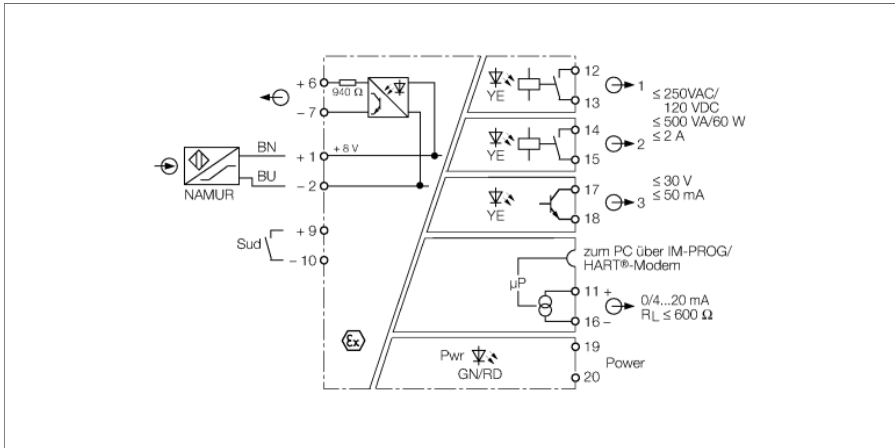 + 6
940 Ω
- 7
BN
+ 1
+ 8 V
BU
- 2
NAMUR
+ 9
Sud
- 10
Ex
YE
12
13
1
≤ 250VAC/
120 VDC
≤ 500 VA/60 W
≤ 2 A
YE
14
15
2
YE
17
18
3
≤ 30 V
≤ 50 mA
zum PC über IM-PROG/
HART®-Modem
µP
11 +
16 –
0/4...20 mA
RL ≤ 600 Ω
Pwr
GN/RD
19
20
Power